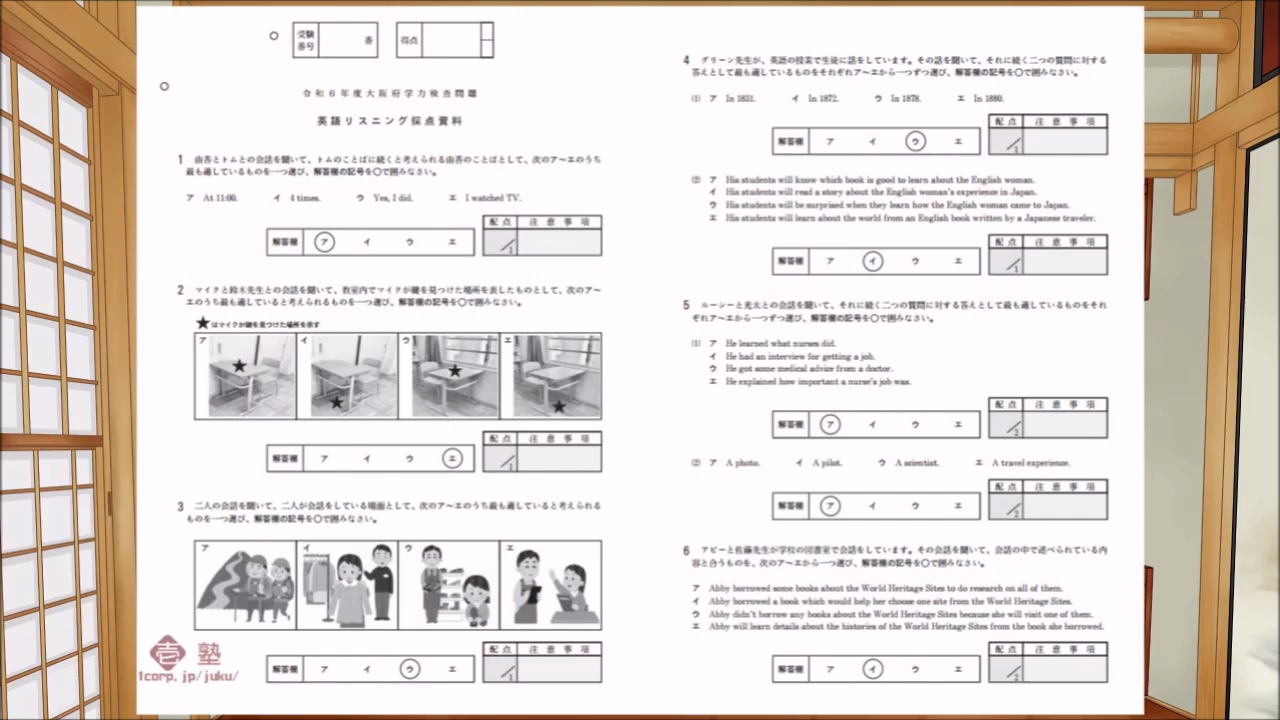 受験番号 番 得点
令和6年度大阪府学力検査問題
英語リスニング採点資料
1 由香とトムとの会話を聞いて、トムのことばに続くと考えられる由香のことばとして、次のア〜エのうち
最も適しているものを一つ選び、解答欄の記号を○で囲みなさい。
ア At 11:00. イ 4 times. ウ Yes, I did. エ I watched TV.
配点 注意事項
解答欄 ア イ ウ エ
/1
2 マイクと鈴木先生との会話を聞いて、教室内でマイクが鍵を見つけた場所を表したものとして、次のア〜
エのうち最も適していると考えられるものを一つ選び、解答欄の記号を○で囲みなさい。
★はマイクが鍵を見つけた場所を示す
ア イ ウ エ
配点 注意事項
解答欄 ア イ ウ エ
/1
3 二人の会話を聞いて、二人が会話をしている場面として、次のア〜エのうち最も適していると考えられる
ものを一つ選び、解答欄の記号を○で囲みなさい。
ア イ ウ エ
配点 注意事項
解答欄 ア イ ウ エ
/1
壱塾
1corp.jp/juku/
4 グリーン先生が、英語の授業で生徒に話をしています。その話を聞いて、それに続く二つの質問に対する
答えとして最も適しているものをそれぞれア〜エから一つずつ選び、解答欄の記号を○で囲みなさい。
(1) ア In 1831. イ In 1872. ウ In 1878. エ In 1880.
配点 注意事項
解答欄 ア イ ウ エ
/1
(2) ア His students will know which book is good to learn about the English woman.
イ His students will read a story about the English woman's experience in Japan.
ウ His students will be surprised when they learn how the English woman came to Japan.
エ His students will learn about the world from an English book written by a Japanese traveler.
配点 注意事項
解答欄 ア イ ウ エ
/1
5 ルーシーと光太との会話を聞いて、それに続く二つの質問に対する答えとして最も適しているものをそれ
ぞれア〜エから一つずつ選び、解答欄の記号を○で囲みなさい。
(1) ア He learned what nurses did.
イ He had an interview for getting a job.
ウ He got some medical advice from a doctor.
エ He explained how important a nurse's job was.
配点 注意事項
解答欄 ア イ ウ エ
/2
(2) ア A photo. イ A pilot. ウ A scientist. エ A travel experience.
配点 注意事項
解答欄 ア イ ウ エ
/2
6 アビーと佐藤先生が学校の図書室で会話をしています。その会話を聞いて、会話の中で述べられている内
容と合うものを、次のア〜エから一つ選び、解答欄の記号を○で囲みなさい。
ア Abby borrowed some books about the World Heritage Sites to do research on all of them.
イ Abby borrowed a book which would help her choose one site from the World Heritage Sites.
ウ Abby didn't borrow any books about the World Heritage Sites because she will visit one of them.
エ Abby will learn details about the histories of the World Heritage Sites from the book she borrowed.
配点 注意事項
解答欄 ア イ ウ エ
/2